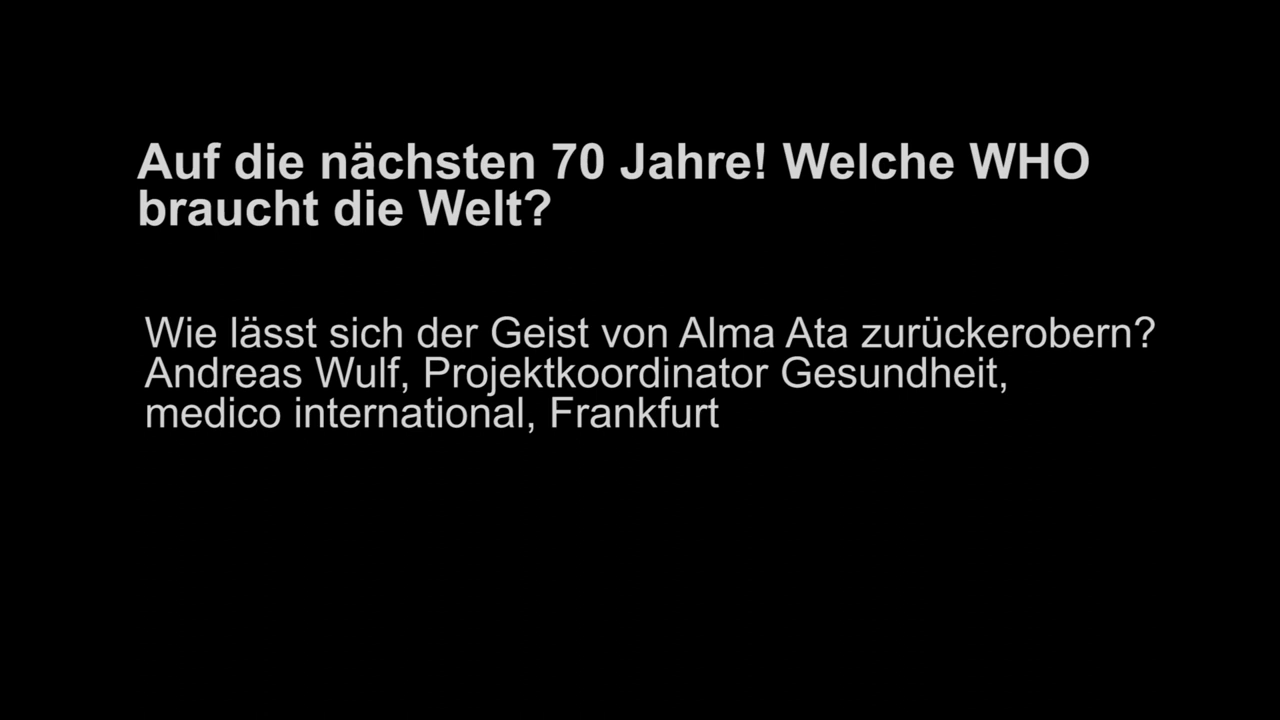 Auf die nächsten 70 Jahre! Welche WHO
braucht die Welt?
Wie lässt sich der Geist von Alma Ata zurückerobern?
Andreas Wulf, Projektkoordinator Gesundheit,
medico international, Frankfurt